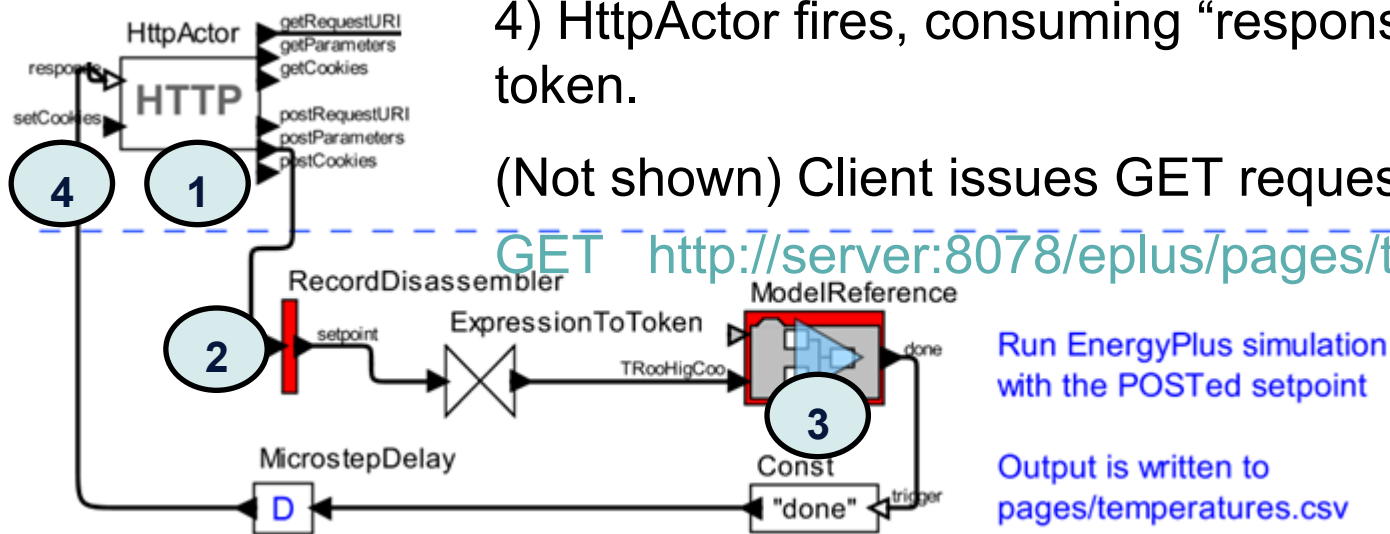 getRequestURI
4) HttpActor fires, consuming “respons
HttpActor
getParameters
getCookies
token.
HTTP
setCookies
postRequestURI
postParameters
postCookies
4
1
(Not shown) Client issues GET reques
GET http://server:8078/eplus/pages/t
RecordDisassembler
ModelReference
setpoint
ExpressionToToken
2
TRooHigCoo
done
3
Run EnergyPlus simulation
with the POSTed setpoint
MicrostepDelay
Const
D
"done"
trigger
Output is written to
pages/temperatures.csv